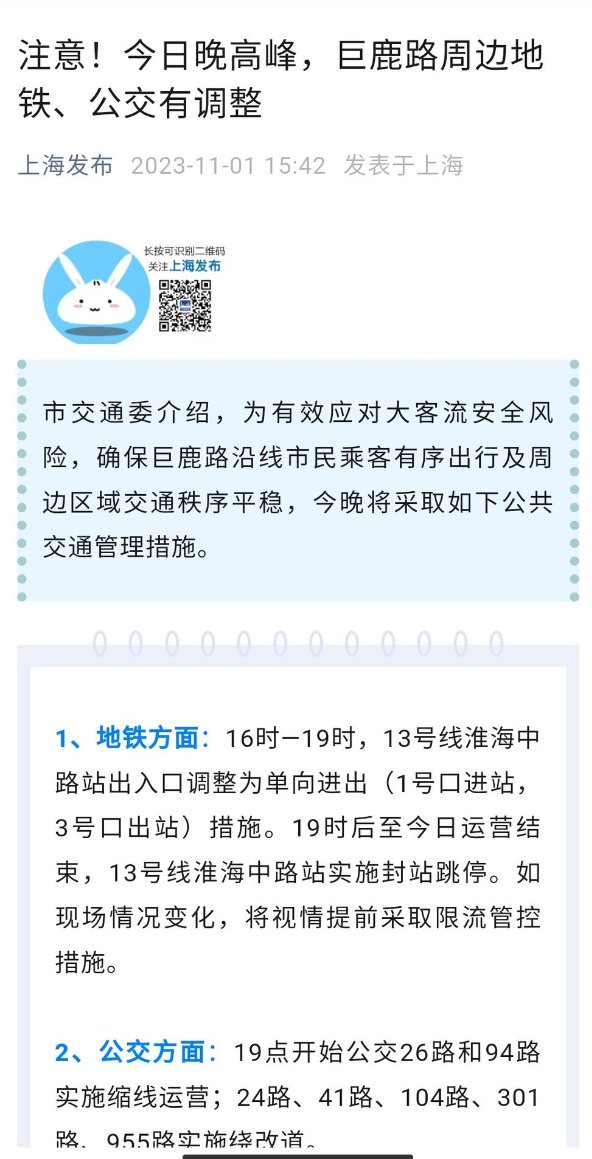 注意！今日晚高峰，巨鹿路周边地
铁、公交有调整
上海发布 2023-11-01 15:42 发表于上海
长按可识别二维码
关注上海发布
市交通委介绍，为有效应对大客流安全风
险，确保巨鹿路沿线市民乘客有序出行及周
边区域交通秩序平稳，今晚将采取如下公共
交通管理措施。
1、地铁方面：16时—19时，13号线淮海中
路站出入口调整为单向进出（1号口进站，
3号口出站）措施。19时后至今日运营结
束，13号线淮海中路站实施封站跳停。如
现场情况变化，将视情提前采取限流管控
措施。
2、公交方面：19点开始公交26路和94路
实施缩线运营；24路、41路、104路、301
路、955路实施绕改道。